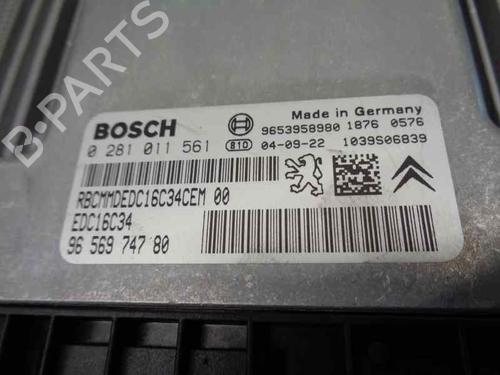 B-PARTS
Made in Germany
BOSCH
9653958980 1876 0576
0 281 011 561
810 04-09-22 1039S06839
RBCMMDEDC16C34CEM 00
EDC16C34
96 569 747 80